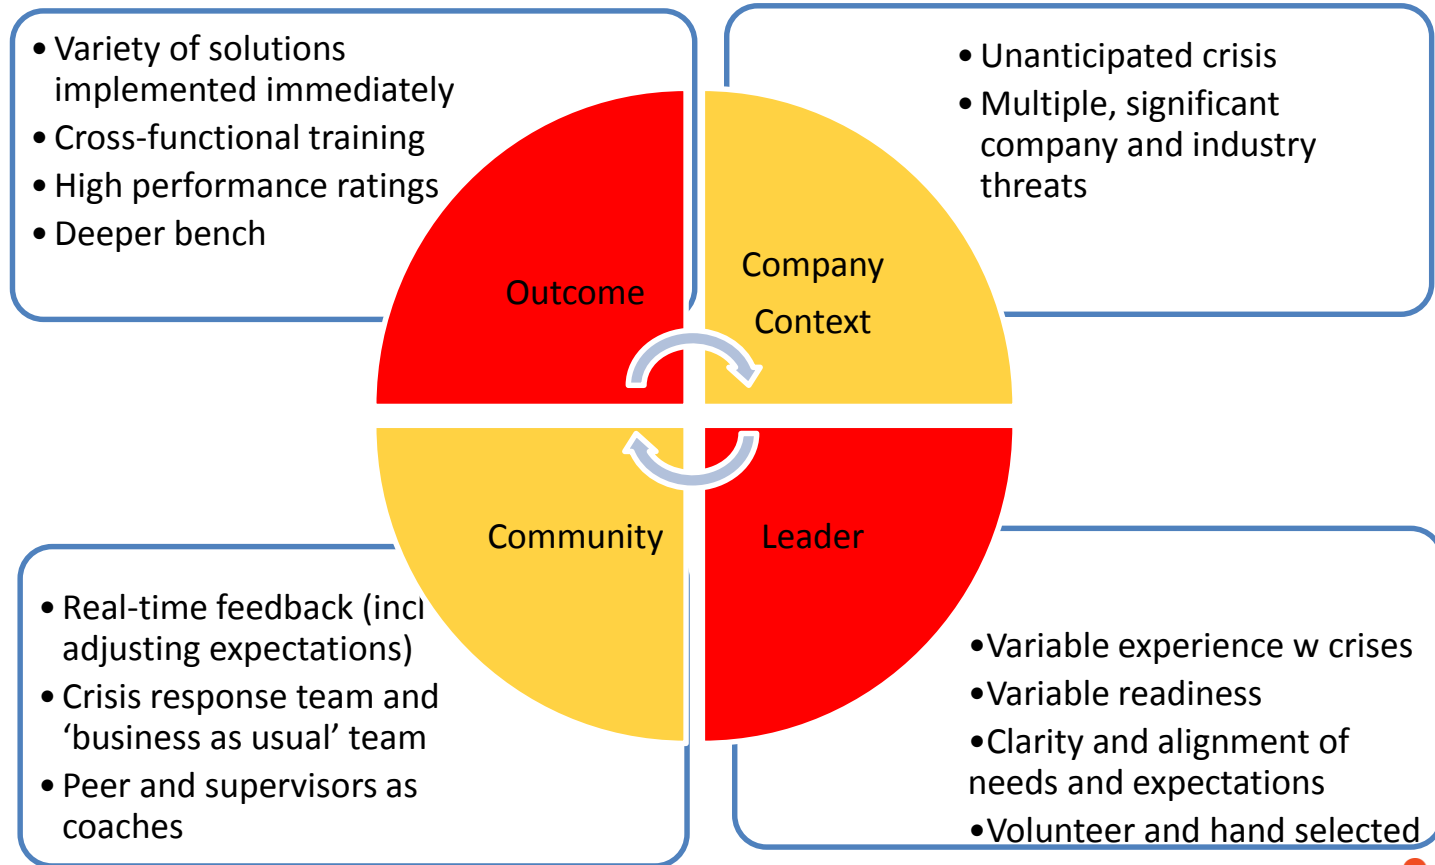 • Variety of solutions
implemented immediately
• Cross-functional training
• High performance ratings
• Deeper bench
• Unanticipated crisis
• Multiple, significant
company and industry
threats
Outcome
Company
Context
Community
Leader
• Real-time feedback (incl
adjusting expectations)
• Crisis response team and
‘business as usual’ team
• Peer and supervisors as
coaches
•Variable experience w crises
•Variable readiness
•Clarity and alignment of
needs and expectations
•Volunteer and hand selected